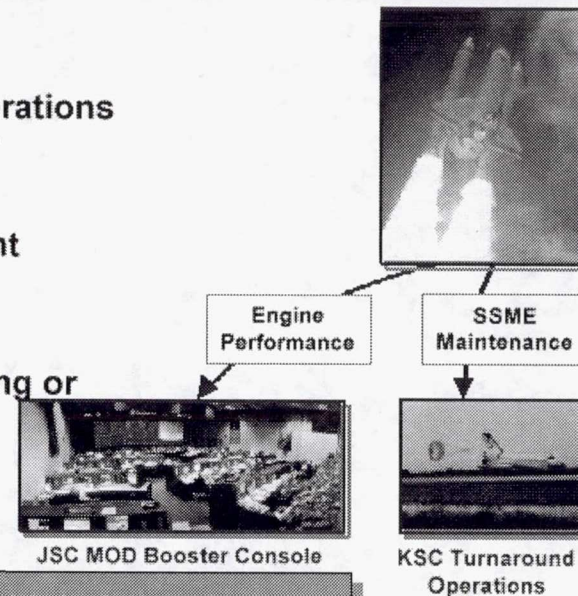 rations
nt
ng or
Engine
Performance
SSME
Maintenance
JSC MOD Booster Console
KSC Turnaround
Operations